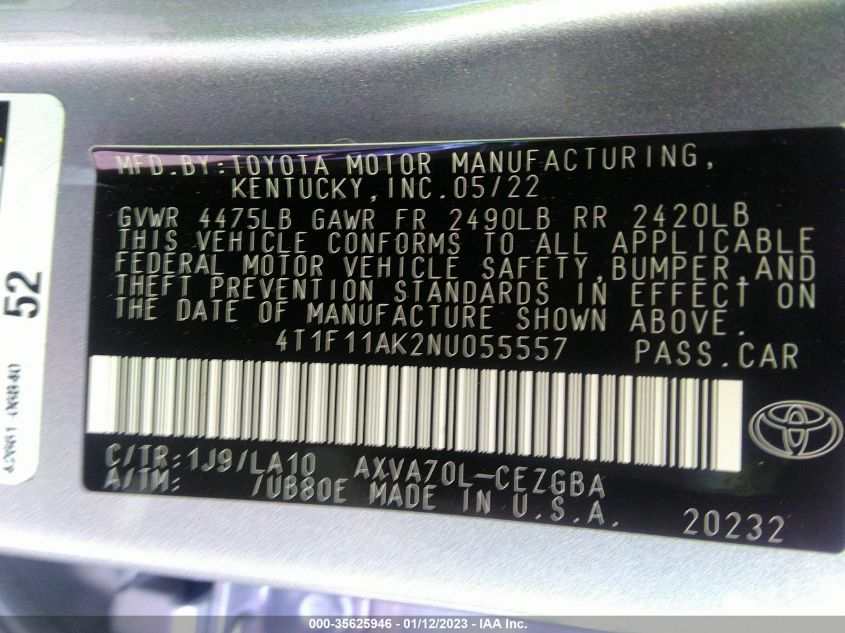 MFD.BY:TOYOTA MOTOR MANUFACTURING,
KENTUCKY,INC.05/22
GVWR 4475LB GAWR FR 2490LB RR 2420LB
THIS VEHICLE CONFORMS TO ALL APPLICABLE
FEDERAL MOTOR VEHICLE SAFETY,BUMPER,AND
THEFT PREVENTION STANDARDS IN EFFECT ON
THE DATE OF MANUFACTURE SHOWN ABOVE.
4T1F11AK2NU055557 PASS.CAR
C/TR:1J9/LA10 AXVA70L-CEZGBA
A/TM: /UB80E MADE IN U.S.A.
20232
52
000-35625946 - 01/12/2023 - IAA Inc.